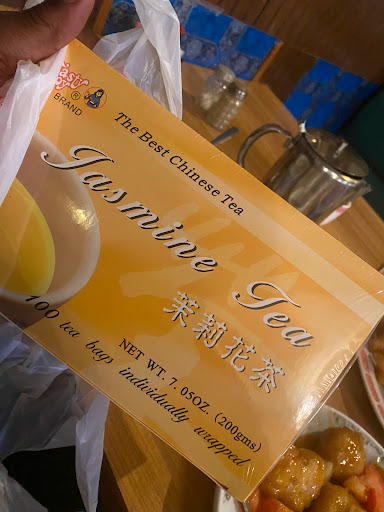 BRAND
The Best Chinese Tea
Jasmine Tea
茉莉花茶
NET WT. 7.05OZ. (200gms)
100 tea bags individually wrapped